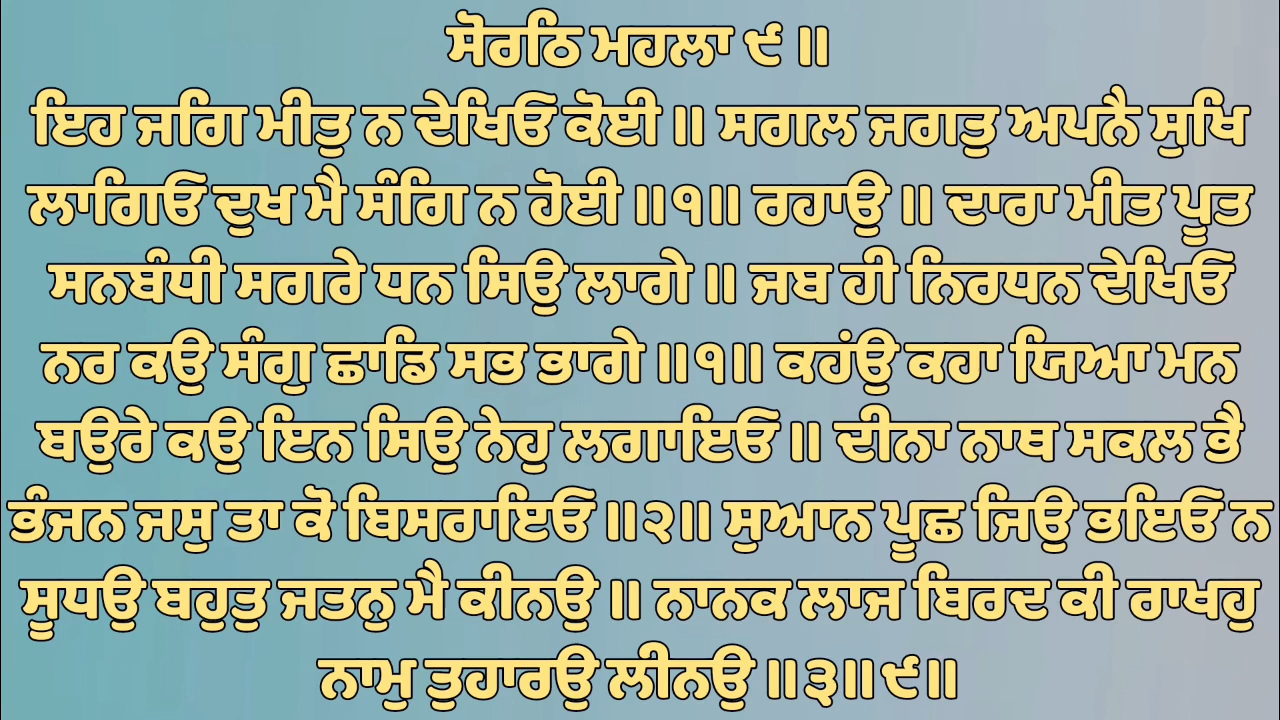 ਸੋਰਠਿ ਮਹਲਾ ੯ ॥
ਇਹ ਜਗਿ ਮੀਤੁ ਨ ਦੇਖਿਓ ਕੋਈ ॥ ਸਗਲ ਜਗਤੁ ਅਪਨੈ ਸੁਖਿ
ਲਾਗਿਓ ਦੁਖ ਮੈ ਸੰਗਿ ਨ ਹੋਈ ॥੧॥ ਰਹਾਉ ॥ ਦਾਰਾ ਮੀਤ ਪੂਤ
ਸਨਬੰਧੀ ਸਗਰੇ ਧਨ ਸਿਉ ਲਾਗੇ ॥ ਜਬ ਹੀ ਨਿਰਧਨ ਦੇਖਿਓ
ਨਰ ਕਉ ਸੰਗੁ ਛਾਡਿ ਸਭ ਭਾਗੇ ॥੧॥ ਕਹਂਉ ਕਹਾ ਯਿਆ ਮਨ
ਬਉਰੇ ਕਉ ਇਨ ਸਿਉ ਨੇਹੁ ਲਗਾਇਓ ॥ ਦੀਨਾ ਨਾਥ ਸਕਲ ਭੈ
ਭੰਜਨ ਜਸੁ ਤਾ ਕੋ ਬਿਸਰਾਇਓ ॥੨॥ ਸੁਆਨ ਪੂਛ ਜਿਉ ਭਇਓ ਨ
ਸੂਧਉ ਬਹੁਤੁ ਜਤਨੁ ਮੈ ਕੀਨਉ ॥ ਨਾਨਕ ਲਾਜ ਬਿਰਦ ਕੀ ਰਾਖਹੁ
ਨਾਮੁ ਤੁਹਾਰਉ ਲੀਨਉ ॥੩॥੯॥